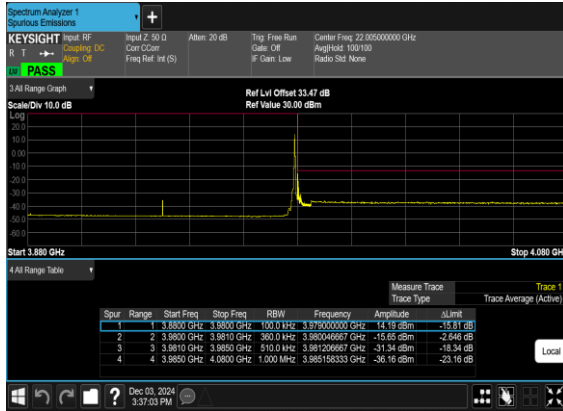 Spectrum Analyzer 1
Spurious Emissions
+
KEYSIGHT Input: RF Input Z: 50 Ω Atten: 20 dB Trig: Free Run Center Freq: 22.005000000 GHz
R T Coupling: DC Corr CCorr Gate: Off Avg|Hold: 100/100
Align: Off Freq Ref: Int (S) IF Gain: Low Radio Std: None
PASS
3 All Range Graph Ref Lvl Offset 33.47 dB
Scale/Div 10.0 dB Ref Value 30.00 dBm
Log
20.0
10.0
0.00
-10.0
-20.0
-30.0
-40.0
-50.0
-60.0
Start 3.880 GHz Stop 4.080 GH
4 All Range Table
Measure Trace Trace 1
Trace Type Trace Average (Active)
Spur Range Start Freq Stop Freq RBW Frequency Amplitude ΔLimit
1 1 3.8800 GHz 3.9800 GHz 100.0 kHz 3.979000000 GHz 14.19 dBm -15.81 dB
2 2 3.9800 GHz 3.9810 GHz 360.0 kHz 3.980046667 GHz -15.65 dBm -2.646 dB
3 3 3.9810 GHz 3.9850 GHz 510.0 kHz 3.981206667 GHz -31.34 dBm -18.34 dB
4 4 3.9850 GHz 4.0800 GHz 1.000 MHz 3.985158333 GHz -36.16 dBm -23.16 dB
Local
? Dec 03, 2024
3:37:03 PM